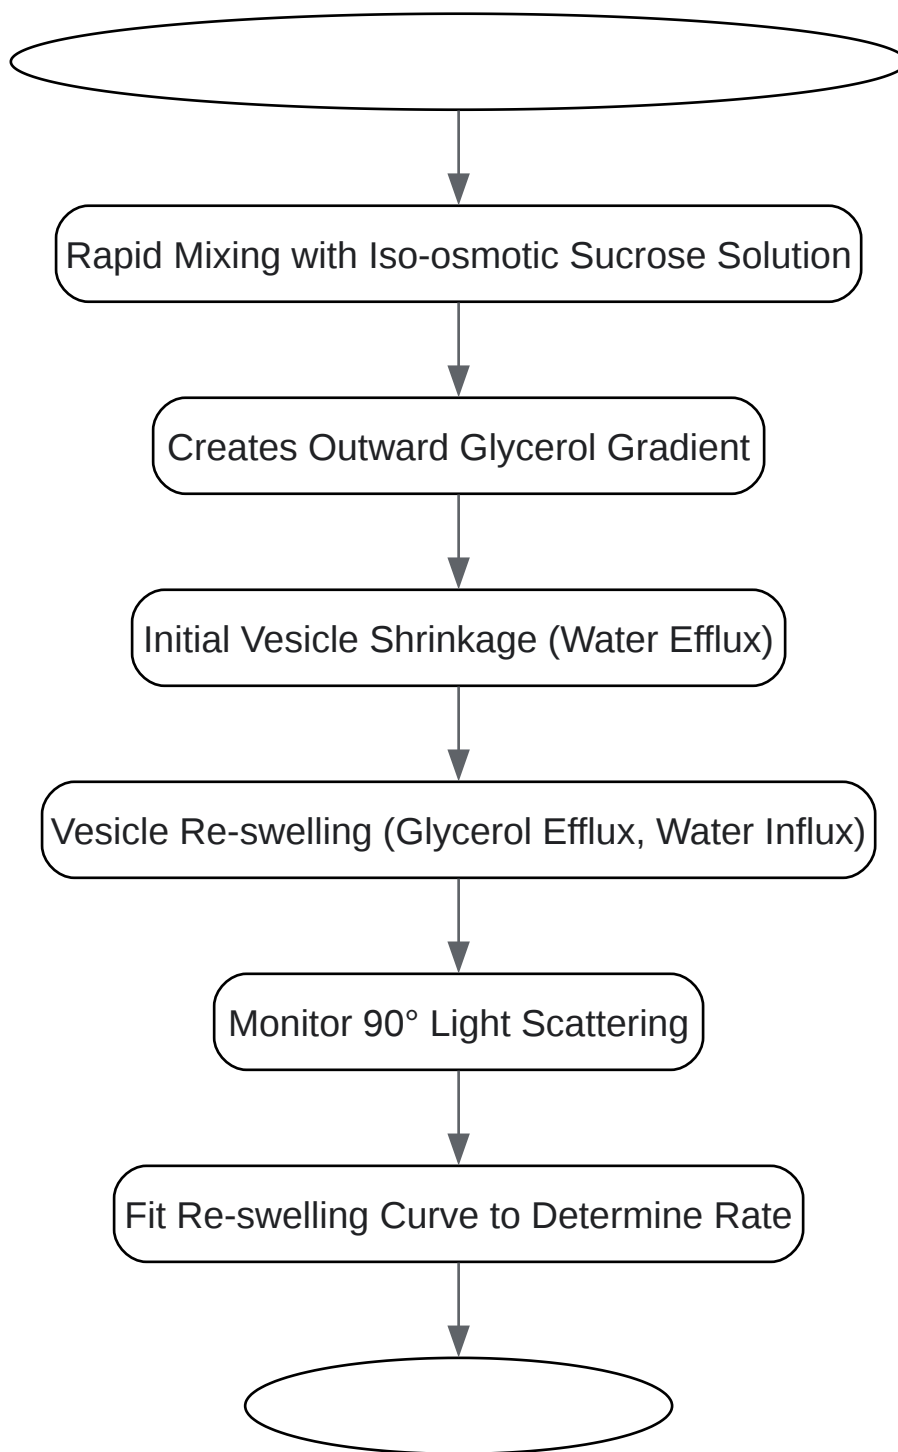 Rapid Mixing with Iso-osmotic Sucrose Solution
Creates Outward Glycerol Gradient
Initial Vesicle Shrinkage (Water Efflux)
Vesicle Re-swelling (Glycerol Efflux, Water Influx)
Monitor 90° Light Scattering
Fit Re-swelling Curve to Determine Rate